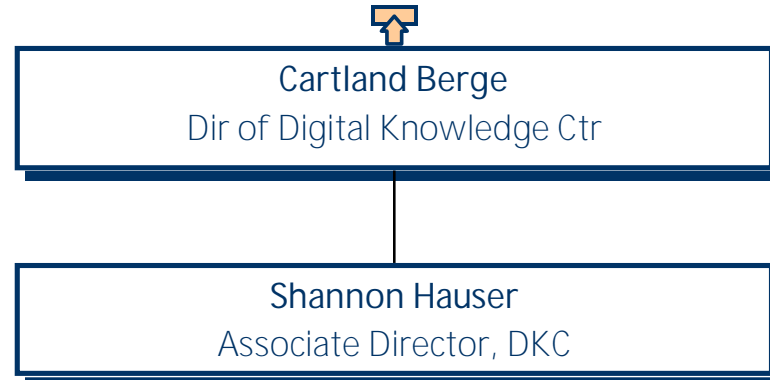 Cartland Berge
Dir of Digital Knowledge Ctr
Shannon Hauser
Associate Director, DKC